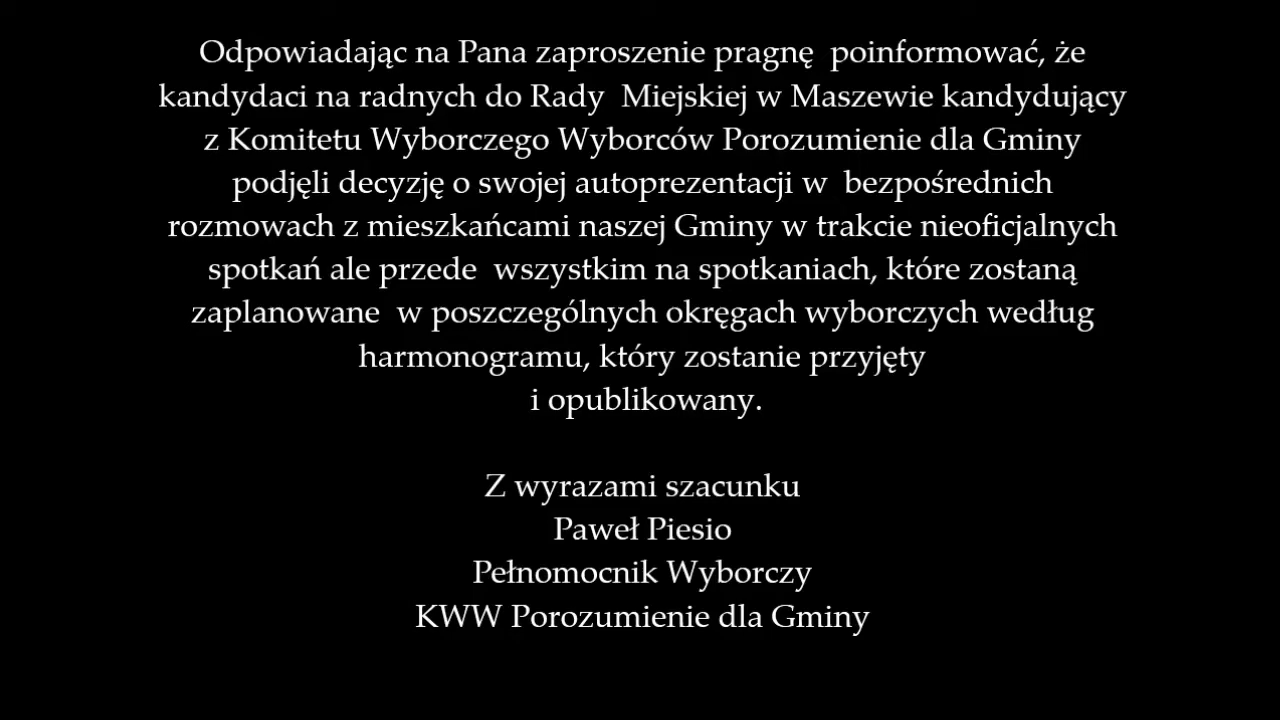 Odpowiadając na Pana zaproszenie pragnę  poinformować, że
kandydaci na radnych do Rady  Miejskiej w Maszewie kandydujący
z Komitetu Wyborczego Wyborców Porozumienie dla Gminy
podjęli decyzję o swojej autoprezentacji w  bezpośrednich
rozmowach z mieszkańcami naszej Gminy w trakcie nieoficjalnych
spotkań ale przede  wszystkim na spotkaniach, które zostaną
zaplanowane  w poszczególnych okręgach wyborczych według
harmonogramu, który zostanie przyjęty
i opublikowany.
Z wyrazami szacunku
Paweł Piesio
Pełnomocnik Wyborczy
KWW Porozumienie dla Gminy